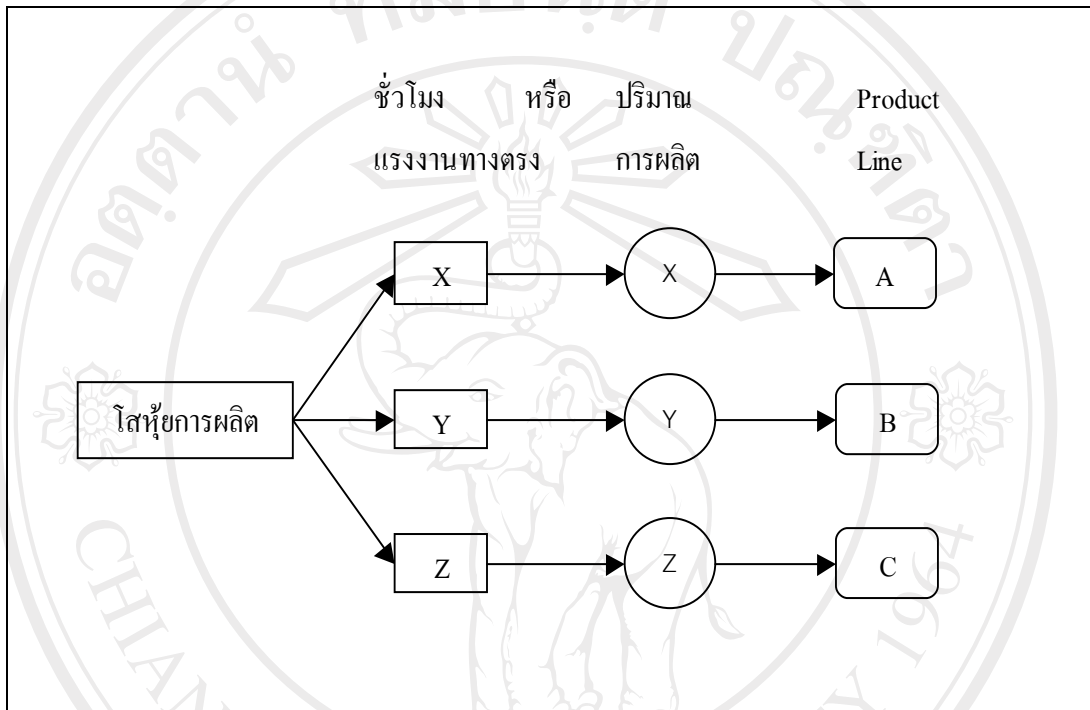 ชั่วโมง หรือ ปริมาณ Product
แรงงานทางตรง การผลิต Line
X X A
โสหุ้ยการผลิต Y Y B
Z Z C